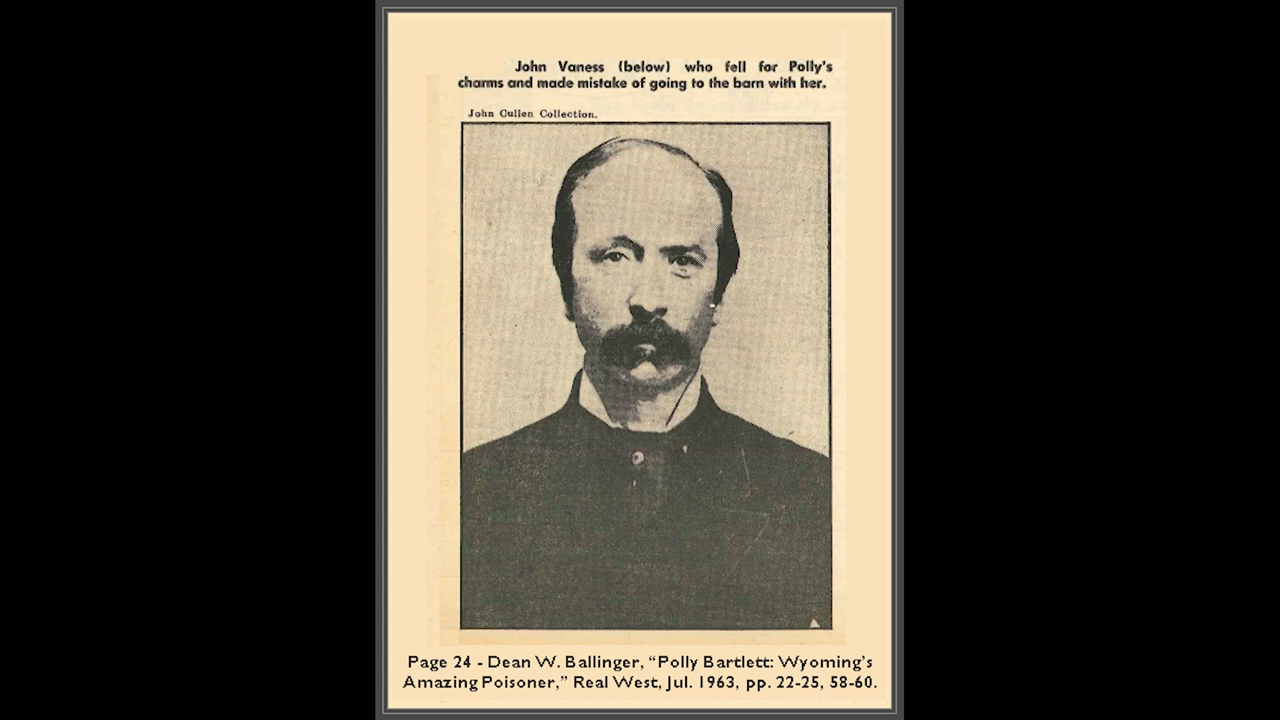 John Vaness (below) who fell for Polly's
charms and made mistake of going to the barn with her.
John Cullen Collection.
Page 24 - Dean W. Ballinger, “Polly Bartlett: Wyoming’s
Amazing Poisoner,” Real West, Jul. 1963, pp. 22-25, 58-60.